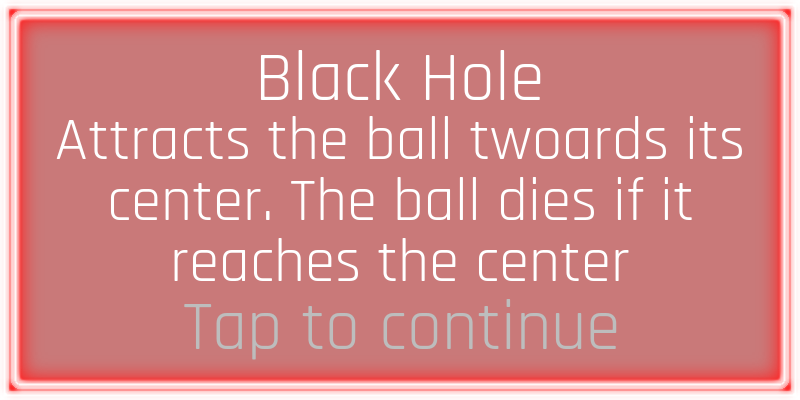 Black Hole
Attracts the ball twoards its
center. The ball dies if it
reaches the center
Tap to continue